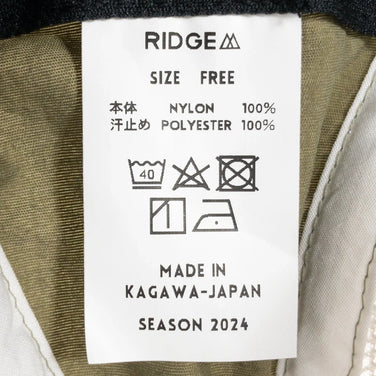 RIDGE
SIZE FREE
本体 NYLON 100%
汗止め POLYESTER 100%
40
MADE IN
KAGAWA-JAPAN
SEASON 2024